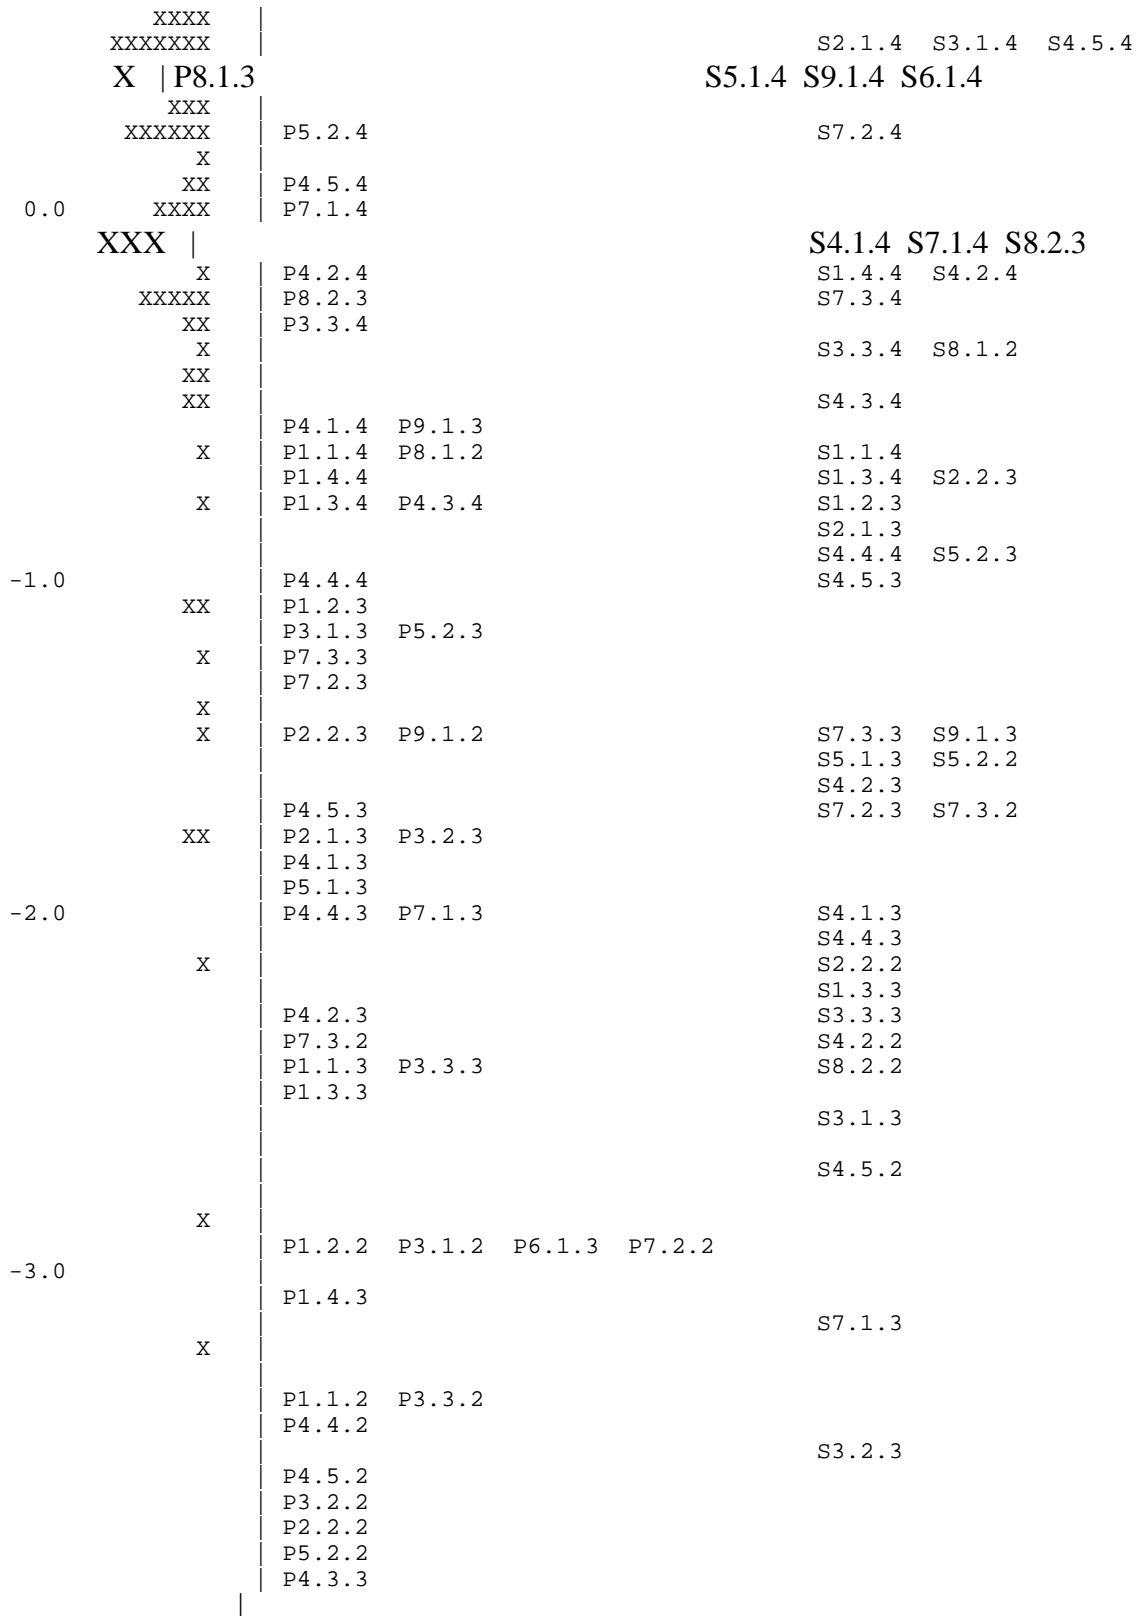 XXXX |
XXXXXXX | S2.1.4 S3.1.4 S4.5.4
X | P8.1.3 S5.1.4 S9.1.4 S6.1.4
XXX |
XXXXXX | P5.2.4 S7.2.4
X |
XX | P4.5.4
0.0 XXXX | P7.1.4
XXX | S4.1.4 S7.1.4 S8.2.3
X | P4.2.4 S1.4.4 S4.2.4
XXXXX | P8.2.3 S7.3.4
XX | P3.3.4
X | S3.3.4 S8.1.2
XX |
XX | S4.3.4
| P4.1.4 P9.1.3
X | P1.1.4 P8.1.2 S1.1.4
| P1.4.4 S1.3.4 S2.2.3
X | P1.3.4 P4.3.4 S1.2.3
| S2.1.3
| S4.4.4 S5.2.3
-1.0 | P4.4.4 S4.5.3
XX | P1.2.3
| P3.1.3 P5.2.3
X | P7.3.3
| P7.2.3
X |
X | P2.2.3 P9.1.2 S7.3.3 S9.1.3
| S5.1.3 S5.2.2
| S4.2.3
| P4.5.3 S7.2.3 S7.3.2
XX | P2.1.3 P3.2.3
| P4.1.3
| P5.1.3
-2.0 | P4.4.3 P7.1.3 S4.1.3
| S4.4.3
X | S2.2.2
| S1.3.3
| P4.2.3 S3.3.3
| P7.3.2 S4.2.2
| P1.1.3 P3.3.3 S8.2.2
| P1.3.3
| S3.1.3
|
| S4.5.2
|
X |
| P1.2.2 P3.1.2 P6.1.3 P7.2.2
-3.0 |
| P1.4.3
| S7.1.3
X |
|
| P1.1.2 P3.3.2
| P4.4.2
| S3.2.3
| P4.5.2
| P3.2.2
| P2.2.2
| P5.2.2
| P4.3.3
|